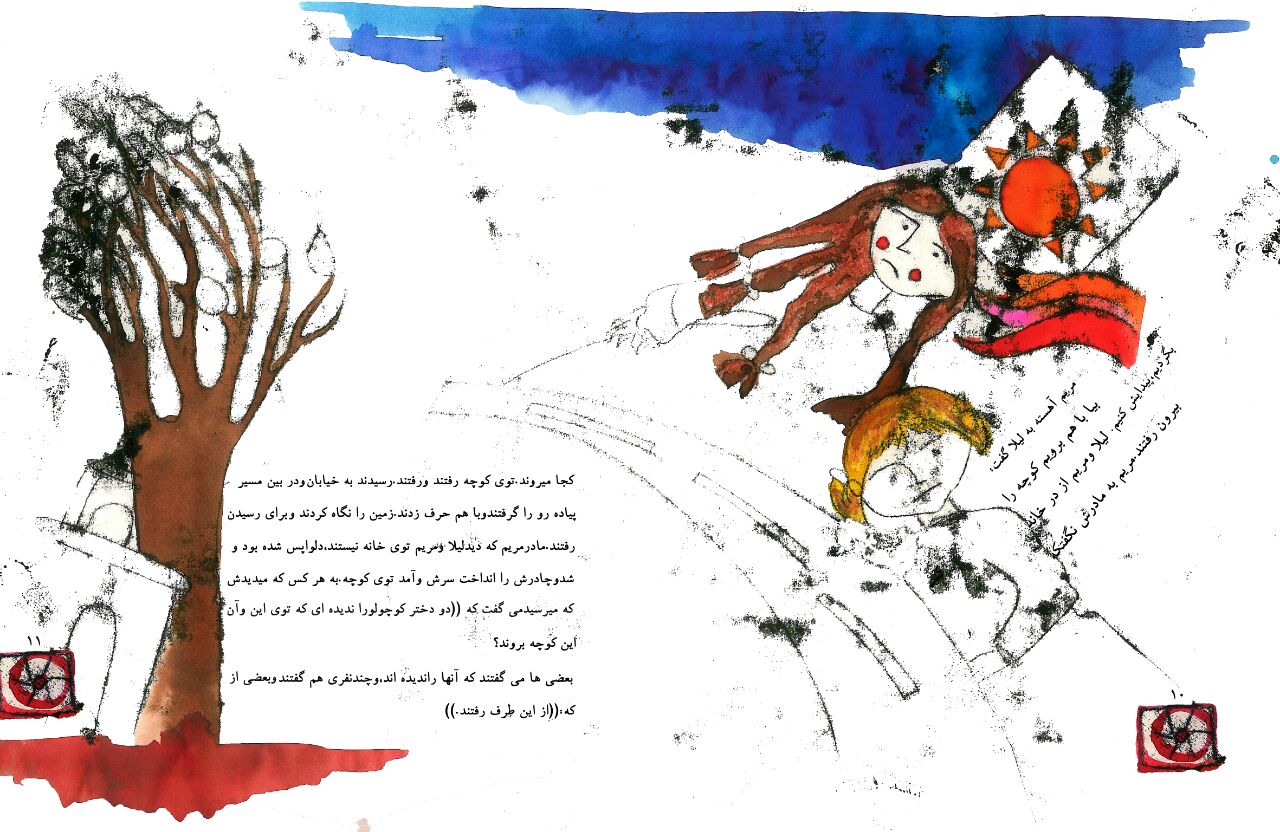 مریم آهسته به لیلا گفت:
بیا با هم برویم کوچه را
بگردیم،پیدایش کنیم. لیلا ومریم از در خانه
بیرون رفتند.مریم به مادرش نگفتکه
۱۰
کجا میروند.توی کوچه رفتند ورفتند.رسیدند به خیابان‌ودر بین مسیر
پیاده رو را گرفتندوبا هم حرف زدند.زمین را نگاه کردند وبرای رسیدن
رفتند.مادرمریم که دیدلیلا ومریم توی خانه نیستند،دلواپس شده بود و
شدوچادرش را انداخت سرش وآمد توی کوچه،به هر کس که میدیدش
که میرسیدمی گفت که ((دو دختر کوچولورا ندیده ای که توی این وآن
این کوچه بروند؟
بعضی ها می گفتند که آنها راندیده اند،وچندنفری هم گفتندوبعضی از
که:((از این طرف رفتند.))
۱۱